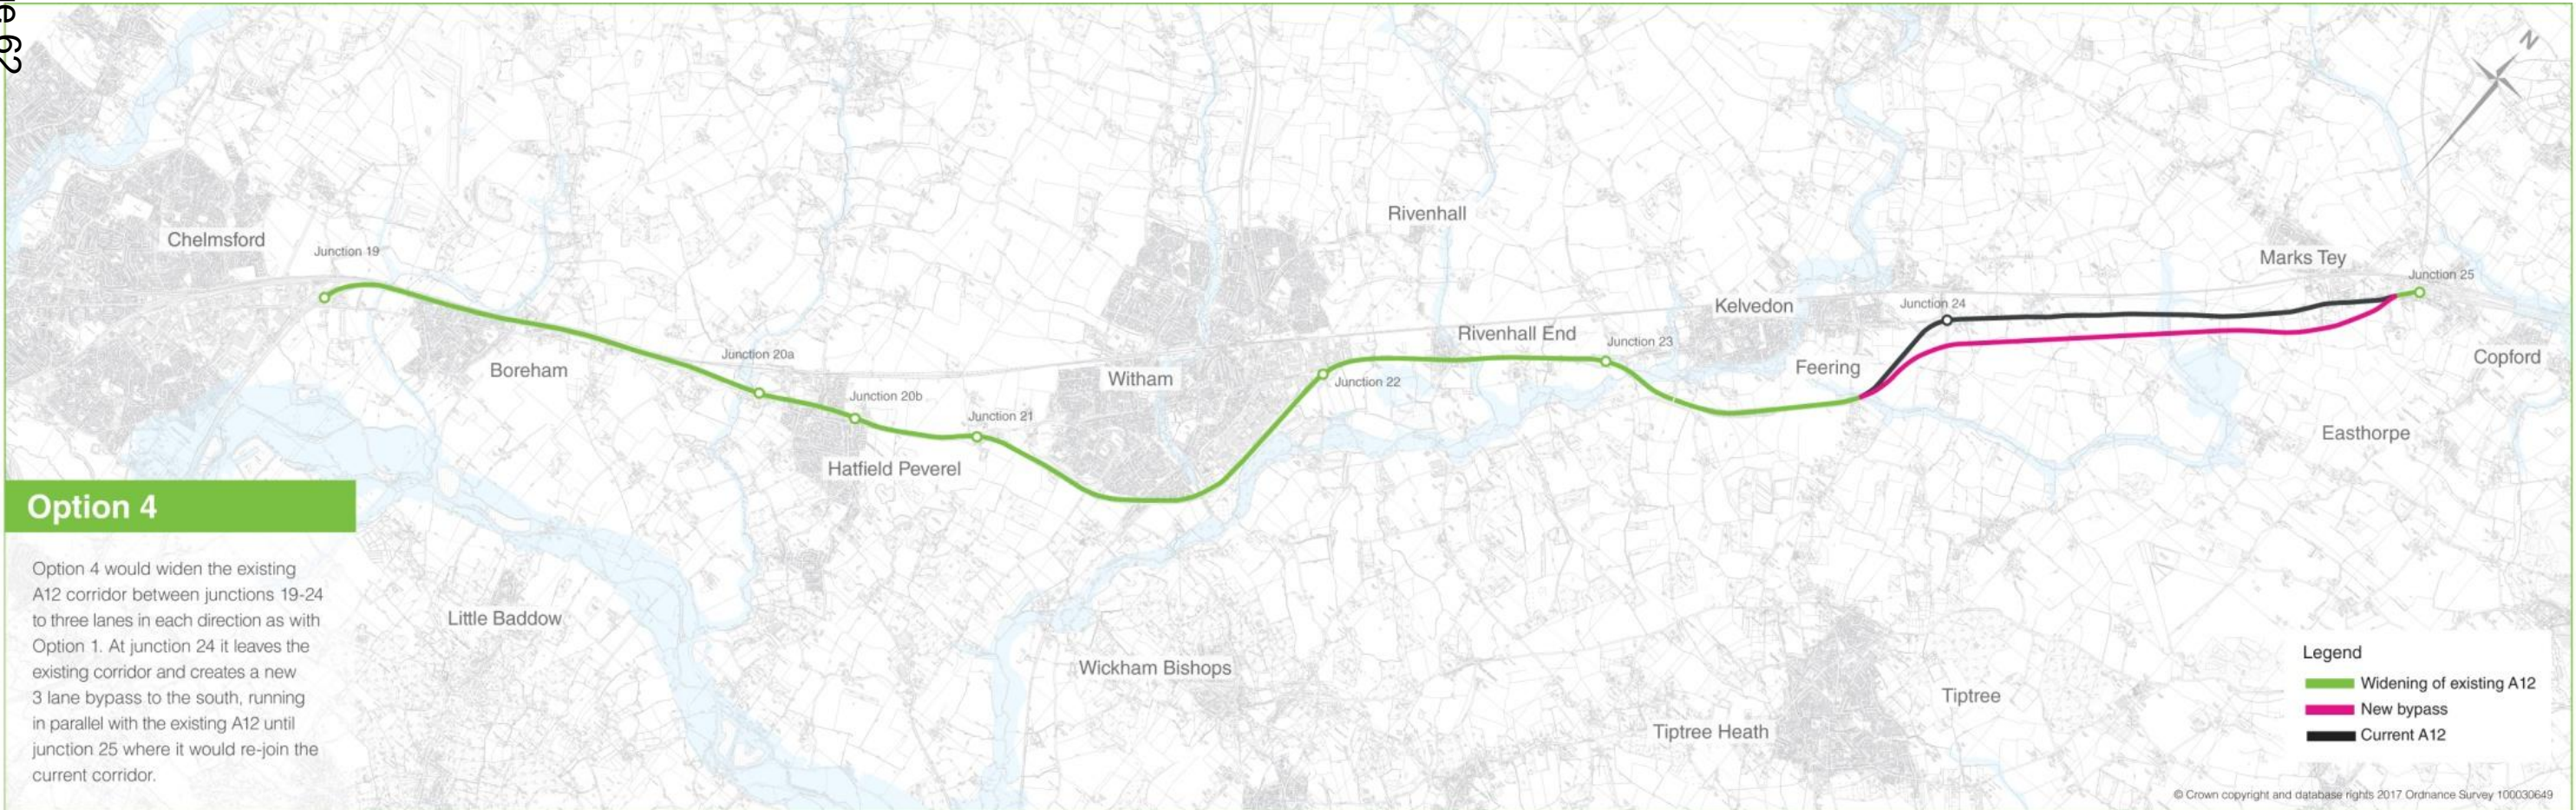 e 62
N
Rivenhall
Chelmsford
Junction 19
Marks Tey
Junction 25
Kelvedon
Junction 24
Rivenhall End
Junction 23
Junction 20a
Boreham
Witham
Junction 22
Feering
Copford
Junction 20b
Junction 21
Hatfield Peverel
Easthorpe
Option 4
Option 4 would widen the existing
A12 corridor between junctions 19-24
to three lanes in each direction as with
Option 1. At junction 24 it leaves the
existing corridor and creates a new
3 lane bypass to the south, running
in parallel with the existing A12 until
junction 25 where it would re-join the
current corridor.
Little Baddow
Wickham Bishops
Tiptree
Tiptree Heath
Legend
Widening of existing A12
New bypass
Current A12
© Crown copyright and database rights 2017 Ordnance Survey 100030649